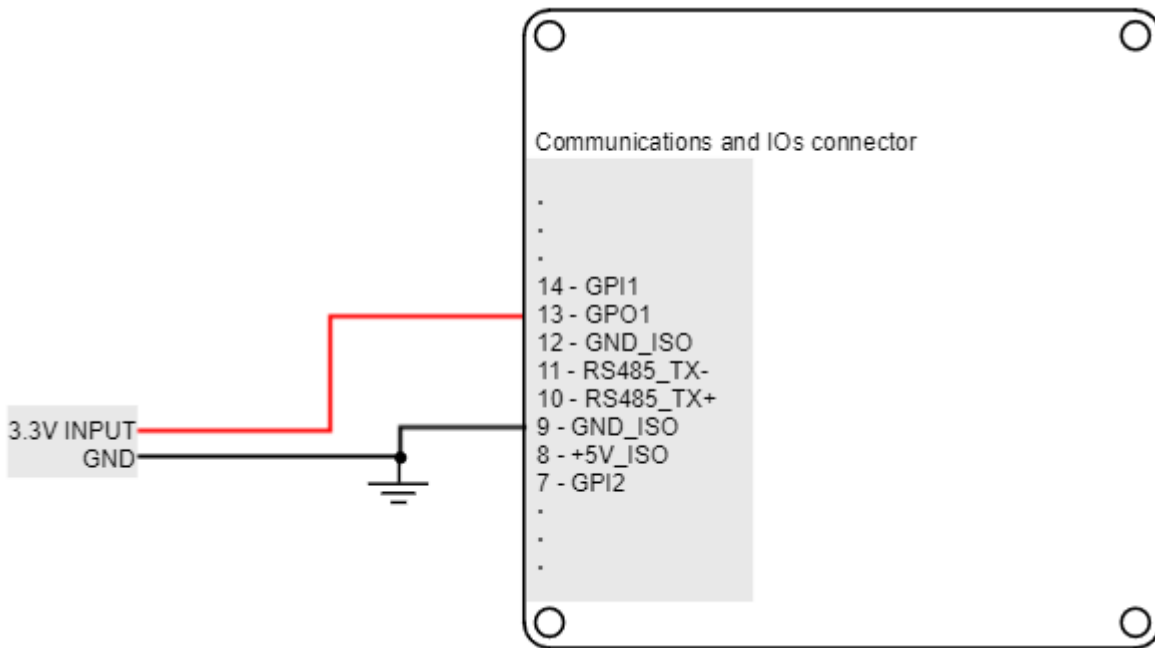 Communications and IOs connector
.
.
.
14 - GPI1
13 - GPO1
12 - GND_ISO
11 - RS485_TX-
10 - RS485_TX+
9 - GND_ISO
8 - +5V_ISO
7 - GPI2
.
.
.
3.3V INPUT
GND